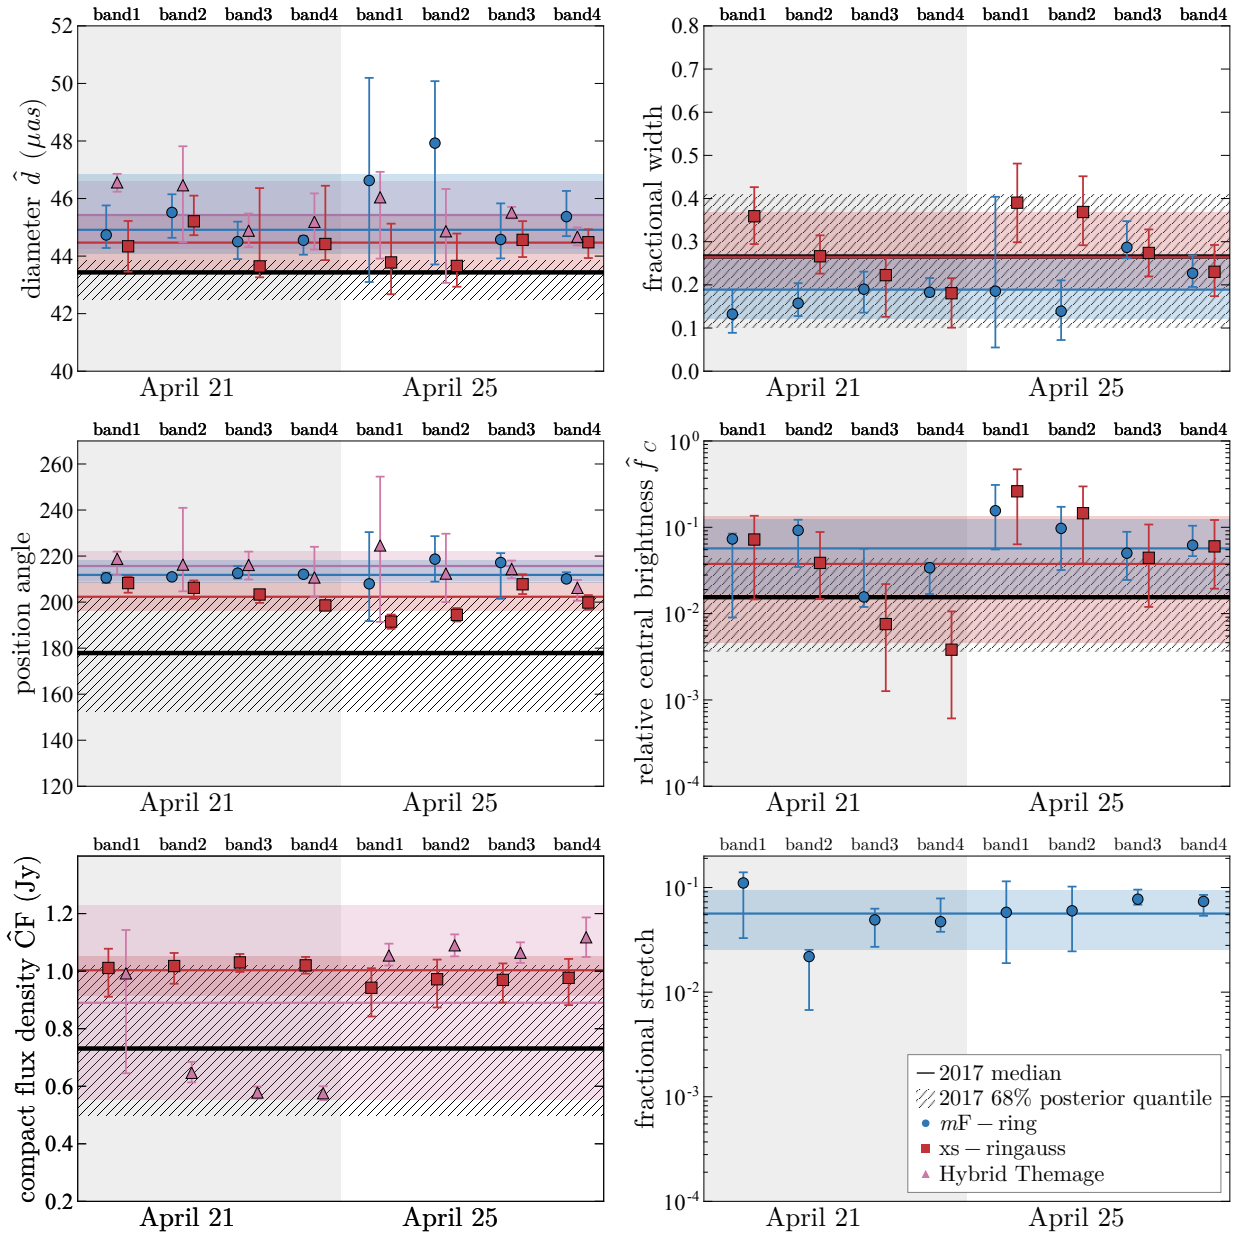 band1 band2 band3 band4 band1 band2 band3 band4
52
50
48
46
44
42
40
diameter d̂ (μas)
April 21 April 25
band1 band2 band3 band4 band1 band2 band3 band4
0.8
0.7
0.6
0.5
0.4
0.3
0.2
0.1
0.0
fractional width
April 21 April 25
band1 band2 band3 band4 band1 band2 band3 band4
260
240
220
200
180
160
140
120
position angle
April 21 April 25
band1 band2 band3 band4 band1 band2 band3 band4
10⁰
10⁻¹
10⁻²
10⁻³
10⁻⁴
relative central brightness f̂_C
April 21 April 25
band1 band2 band3 band4 band1 band2 band3 band4
1.2
1.0
0.8
0.6
0.4
0.2
compact flux density ĈF (Jy)
April 21 April 25
band1 band2 band3 band4 band1 band2 band3 band4
10⁻¹
10⁻²
10⁻³
10⁻⁴
fractional stretch
2017 median
2017 68% posterior quantile
mF − ring
xs − ringauss
Hybrid Themage
April 21 April 25